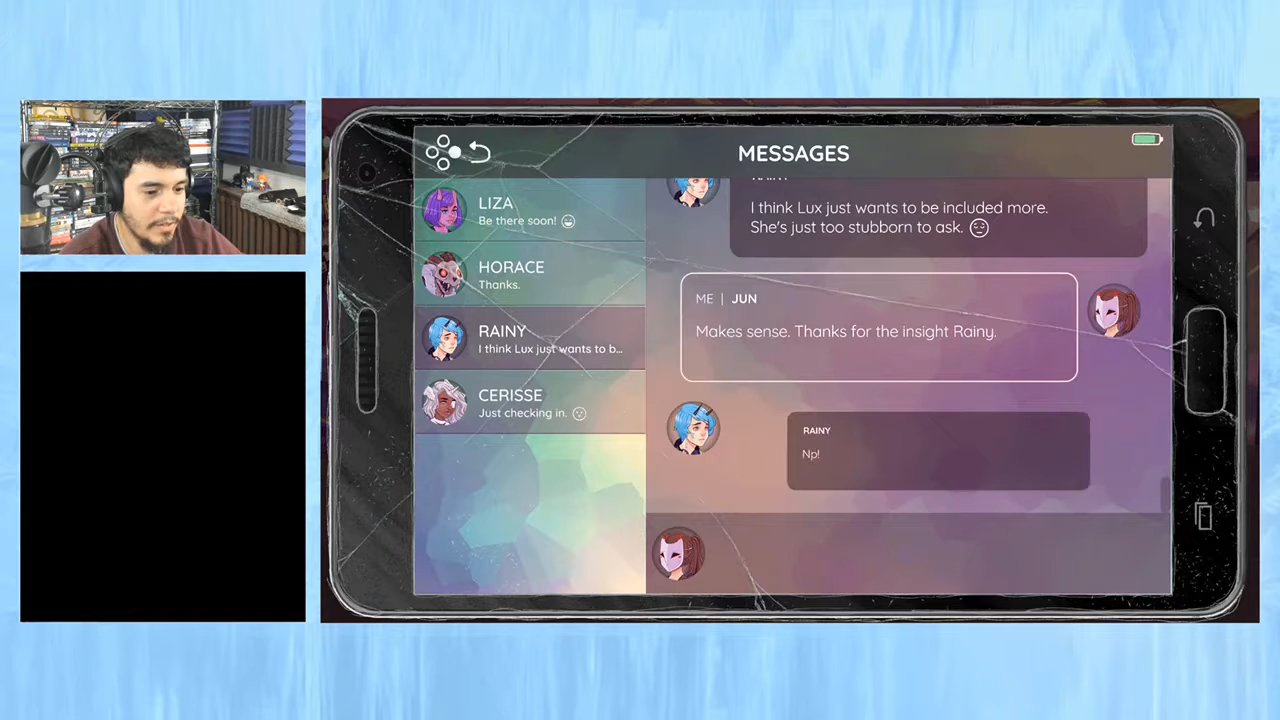 MESSAGES
LIZA
Be there soon!
HORACE
Thanks.
RAINY
I think Lux just wants to b...
CERISSE
Just checking in.
RAINY
I think Lux just wants to be included more.
She's just too stubborn to ask.
ME | JUN
Makes sense. Thanks for the insight Rainy.
RAINY
Np!